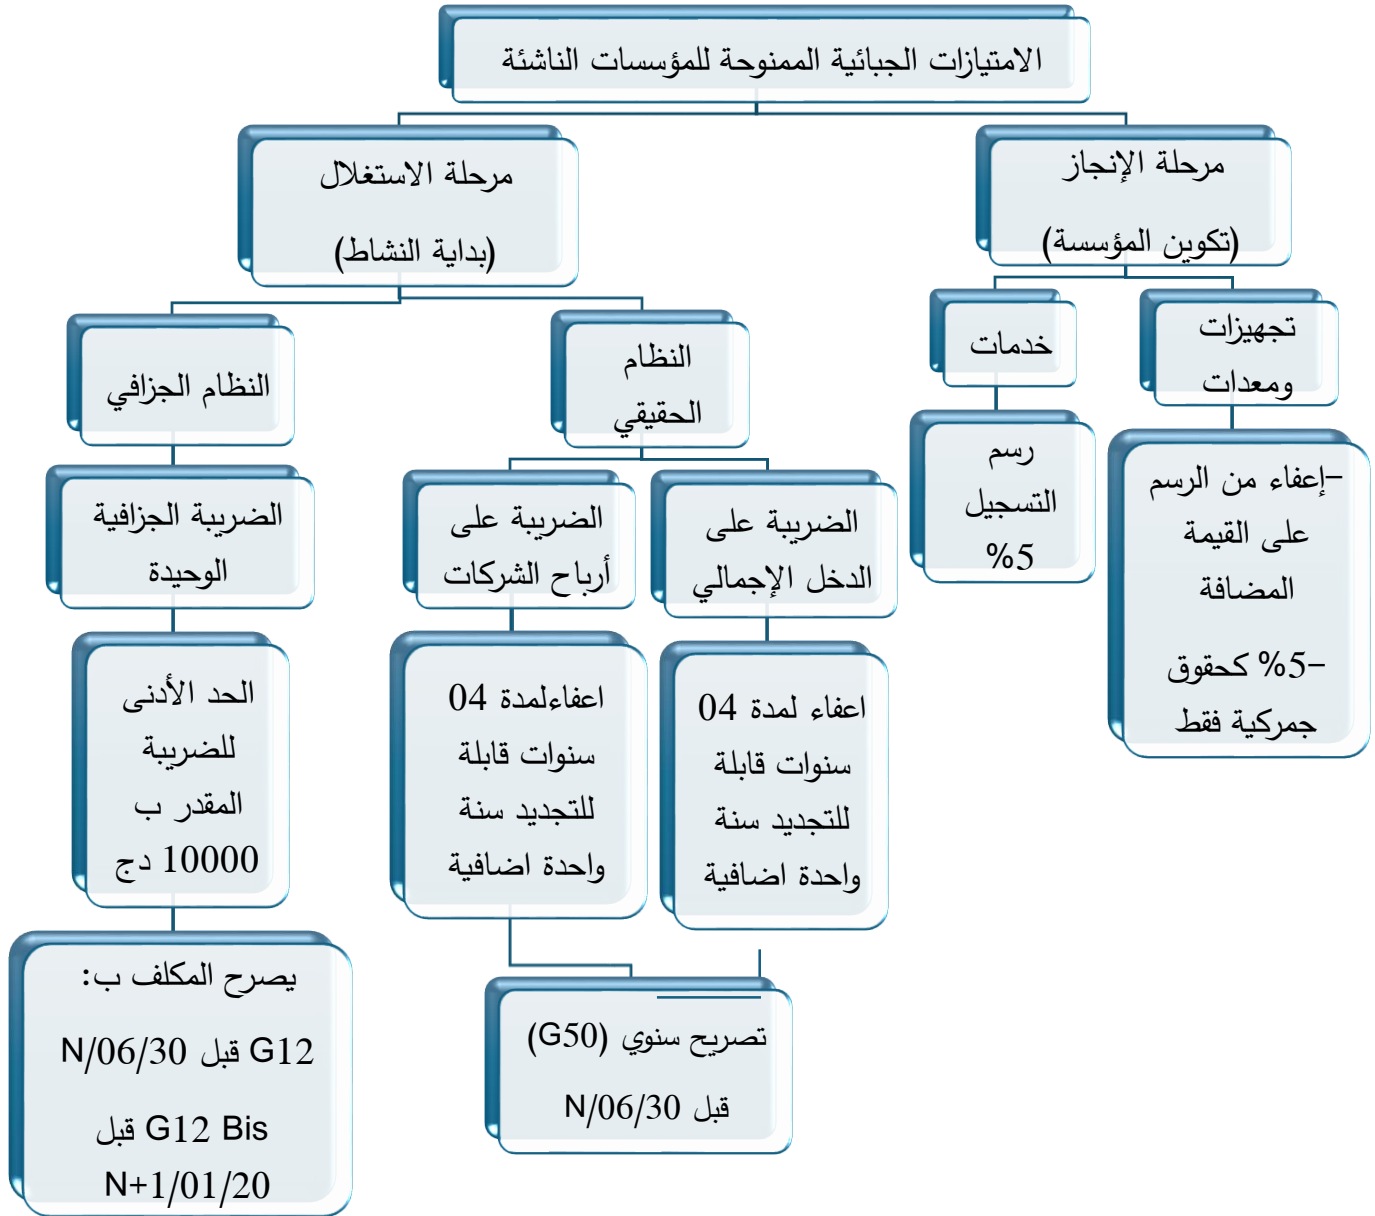 الامتيازات الجبائية الممنوحة للمؤسسات الناشئة
مرحلة الإنجاز
(تكوين المؤسسة)
مرحلة الاستغلال
(بداية النشاط)
تجهيزات
ومعدات
خدمات
النظام
الحقيقي
النظام الجزافي
-إعفاء من الرسم
على القيمة
المضافة
-5% كحقوق
جمركية فقط
رسم
التسجيل
5%
الضريبة على
الدخل الإجمالي
الضريبة على
أرباح الشركات
الضريبة الجزافية
الوحيدة
اعفاء لمدة 04
سنوات قابلة
للتجديد سنة
واحدة اضافية
اعفاءلمدة 04
سنوات قابلة
للتجديد سنة
واحدة اضافية
الحد الأدنى
للضريبة
المقدر ب
10000 دج
تصريح سنوي (G50)
قبل N/06/30
يصرح المكلف ب:
G12 قبل N/06/30
G12 Bis قبل
N+1/01/20